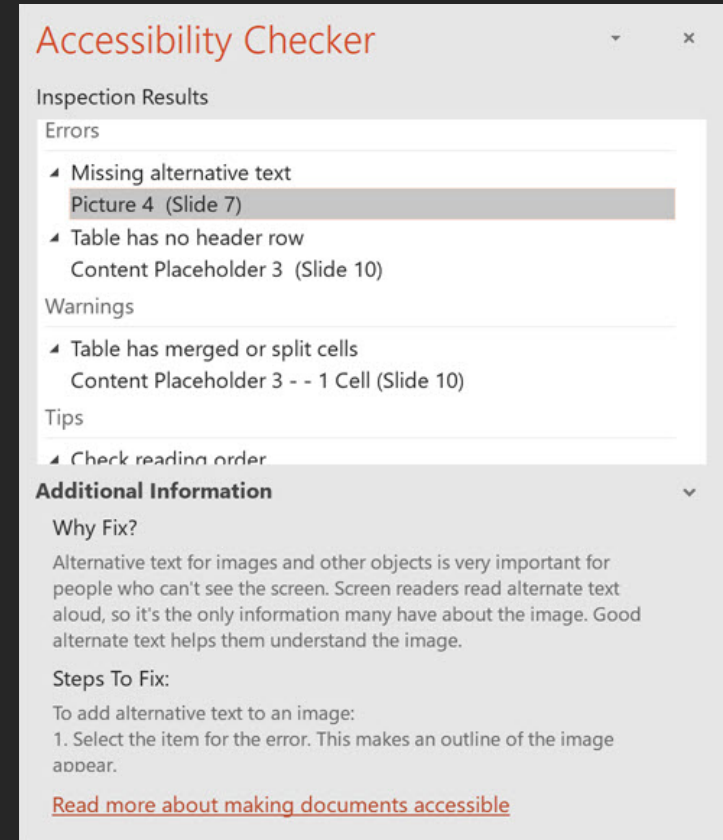 Accessibility Checker
Inspection Results
Errors
Missing alternative text
Picture 4 (Slide 7)
Table has no header row
Content Placeholder 3 (Slide 10)
Warnings
Table has merged or split cells
Content Placeholder 3 - - 1 Cell (Slide 10)
Tips
Check reading order
Additional Information
Why Fix?
Alternative text for images and other objects is very important for
people who can't see the screen. Screen readers read alternate text
aloud, so it's the only information many have about the image. Good
alternate text helps them understand the image.
Steps To Fix:
To add alternative text to an image:
1. Select the item for the error. This makes an outline of the image
appear.
Read more about making documents accessible